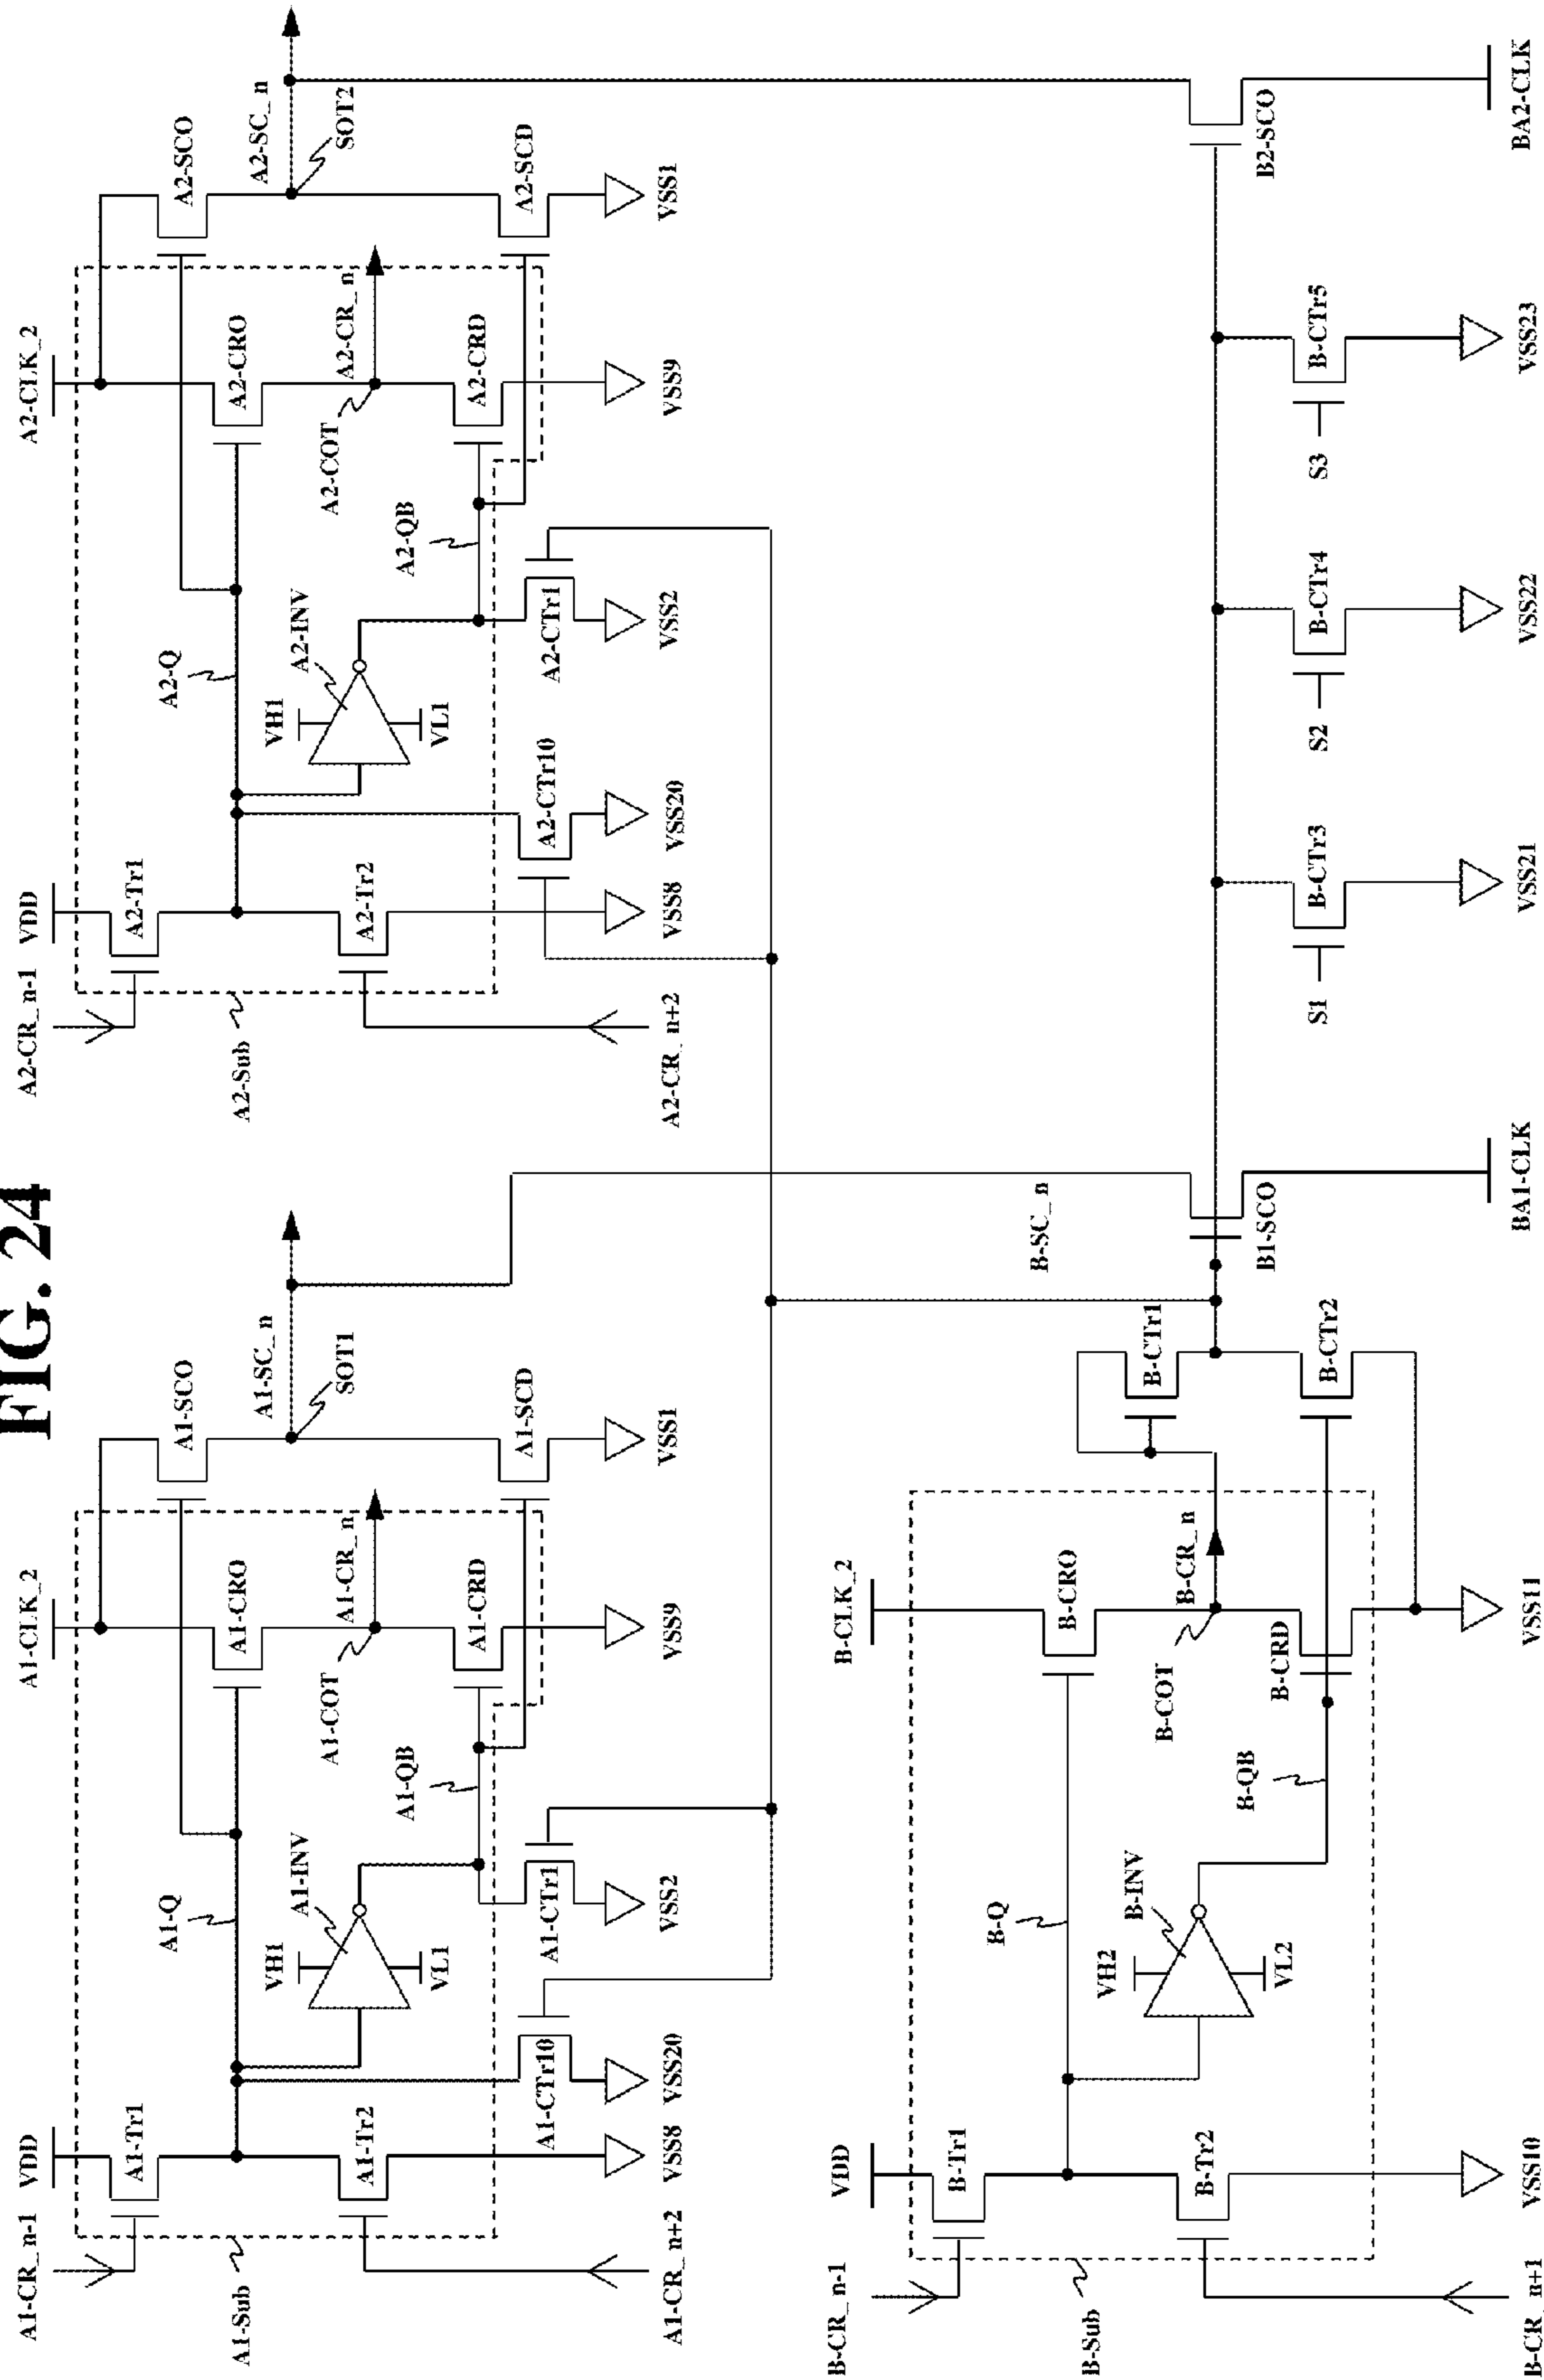 FIG. 24
A1-CR_n-1
VDD
A1-CLK_2
A1-Tr1
A1-Q
A1-CRO
A1-SCO
A1-SC_n
SOT1
A1-Sub
VH1
A1-INV
VL1
A1-COT
A1-CR_n
A1-Tr2
A1-QB
A1-CRD
A1-SCD
A1-CTr10
A1-CTr1
A1-CR_n+2
VSS8
VSS20
VSS2
VSS9
VSS1
A2-CR_n-1
VDD
A2-CLK_2
A2-Tr1
A2-Q
A2-CRO
A2-SCO
A2-SC_n
SOT2
A2-Sub
VH1
A2-INV
VL1
A2-COT
A2-CR_n
A2-Tr2
A2-QB
A2-CRD
A2-SCD
A2-CTr10
A2-CTr1
A2-CR_n+2
VSS8
VSS20
VSS2
VSS9
VSS1
B-CR_n-1
VDD
B-CLK_2
B-Tr1
B-Q
B-CRO
B-Sub
VH2
B-INV
VL2
B-COT
B-CR_n
B-Tr2
B-QB
B-CRD
B-CTr1
B-CTr2
B-SC_n
B1-SCO
B2-SCO
S1
B-CTr3
S2
B-CTr4
S3
B-CTr5
B-CR_n+1
VSS10
VSS11
BA1-CLK
VSS21
VSS22
VSS23
BA2-CLK